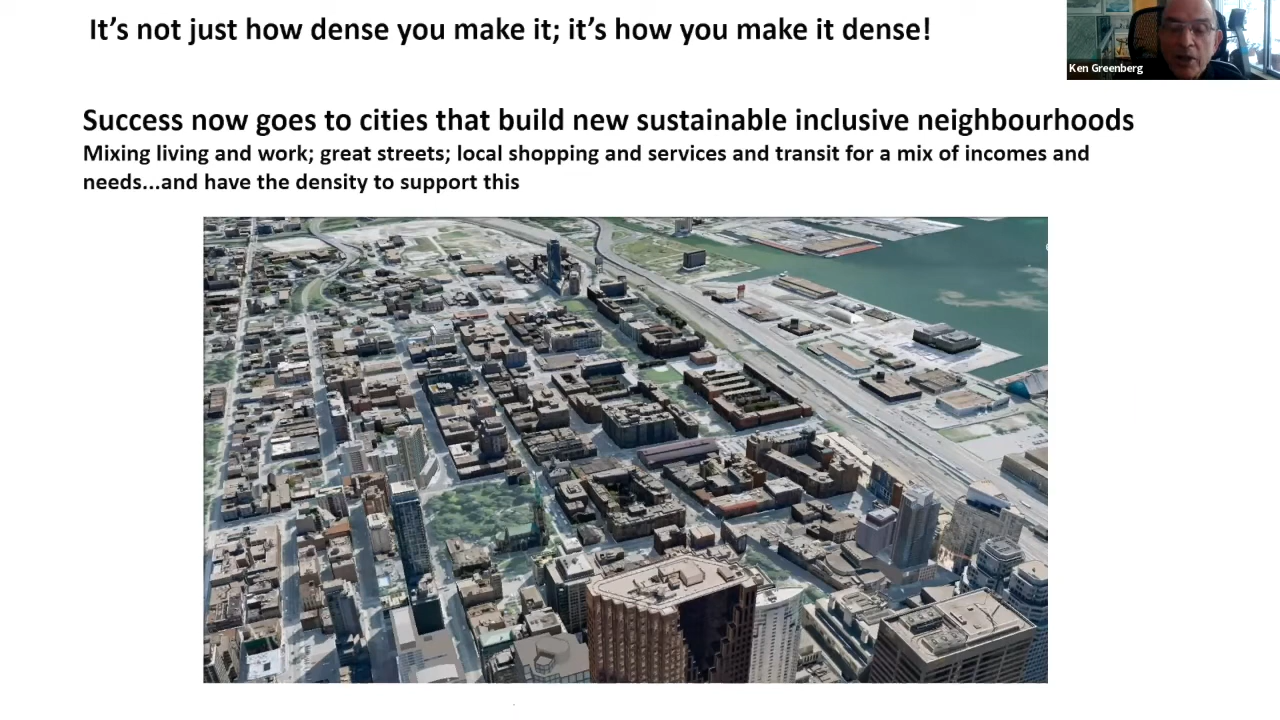 It's not just how dense you make it; it's how you make it dense!
Ken Greenberg
Success now goes to cities that build new sustainable inclusive neighbourhoods
Mixing living and work; great streets; local shopping and services and transit for a mix of incomes and
needs...and have the density to support this